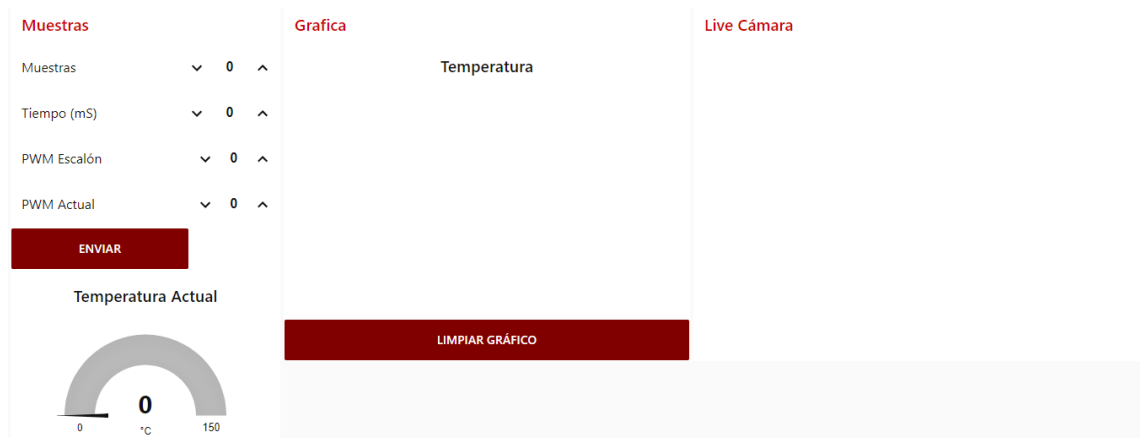 Muestras
Muestras 0
Tiempo (mS) 0
PWM Escalón 0
PWM Actual 0
ENVIAR
Temperatura Actual
0
0 °C 150
Grafica
Temperatura
LIMPIAR GRÁFICO
Live Cámara